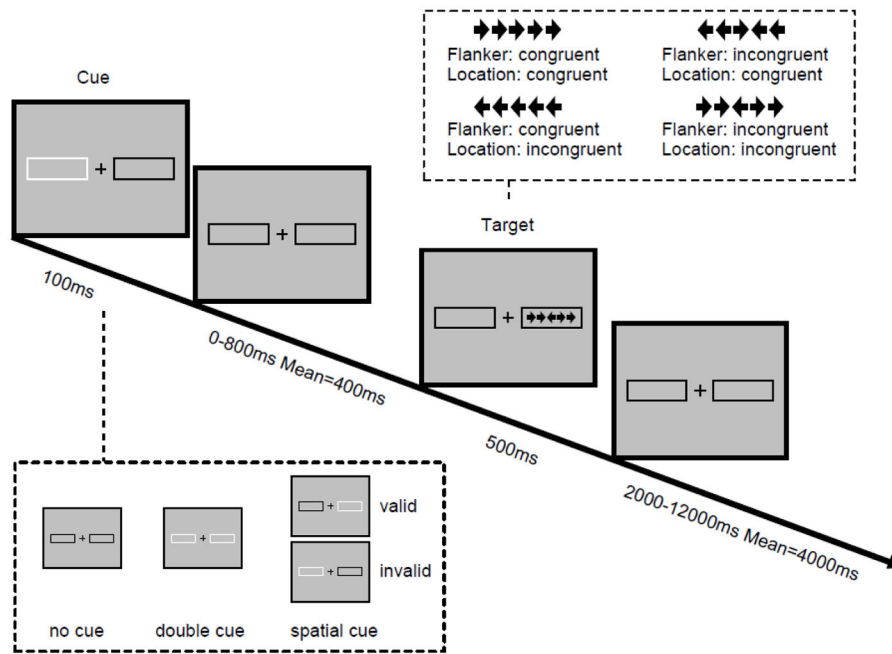 Cue
100ms
0-800ms Mean=400ms
Target
500ms
2000-12000ms Mean=4000ms
Flanker: congruent
Location: congruent
Flanker: incongruent
Location: congruent
Flanker: congruent
Location: incongruent
Flanker: incongruent
Location: incongruent
valid
invalid
no cue
double cue
spatial cue